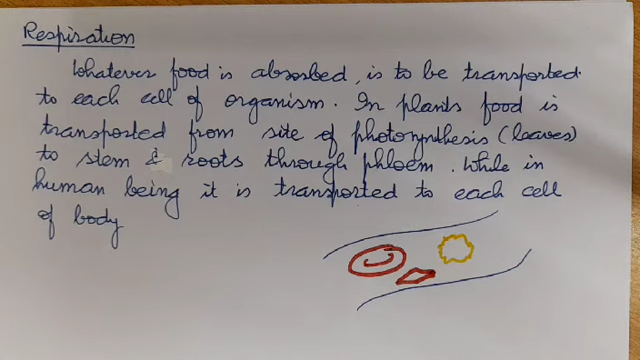 Respiration
Whatever food is absorbed, is to be transported
to each cell of organism. In plants food is
transported from site of photosynthesis (leaves)
to stem & roots through phloem. While in
human being it is transported to each cell
of body